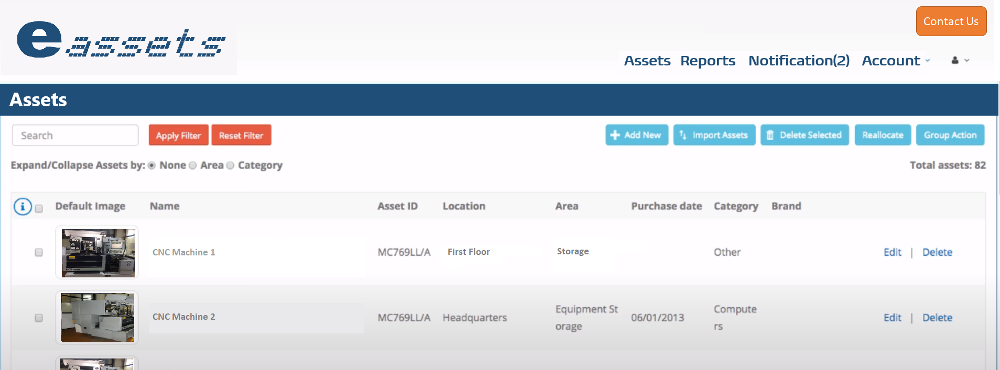 Contact Us
e assets
Assets Reports Notification(2) Account
Assets
Search Apply Filter Reset Filter Add New Import Assets Delete Selected Reallocate Group Action
Expand/Collapse Assets by: None Area Category Total assets: 82
Default Image Name Asset ID Location Area Purchase date Category Brand
CNC Machine 1 MC769LL/A First Floor Storage Other Edit | Delete
CNC Machine 2 MC769LL/A Headquarters Equipment St 06/01/2013 Compute Edit | Delete
orage rs